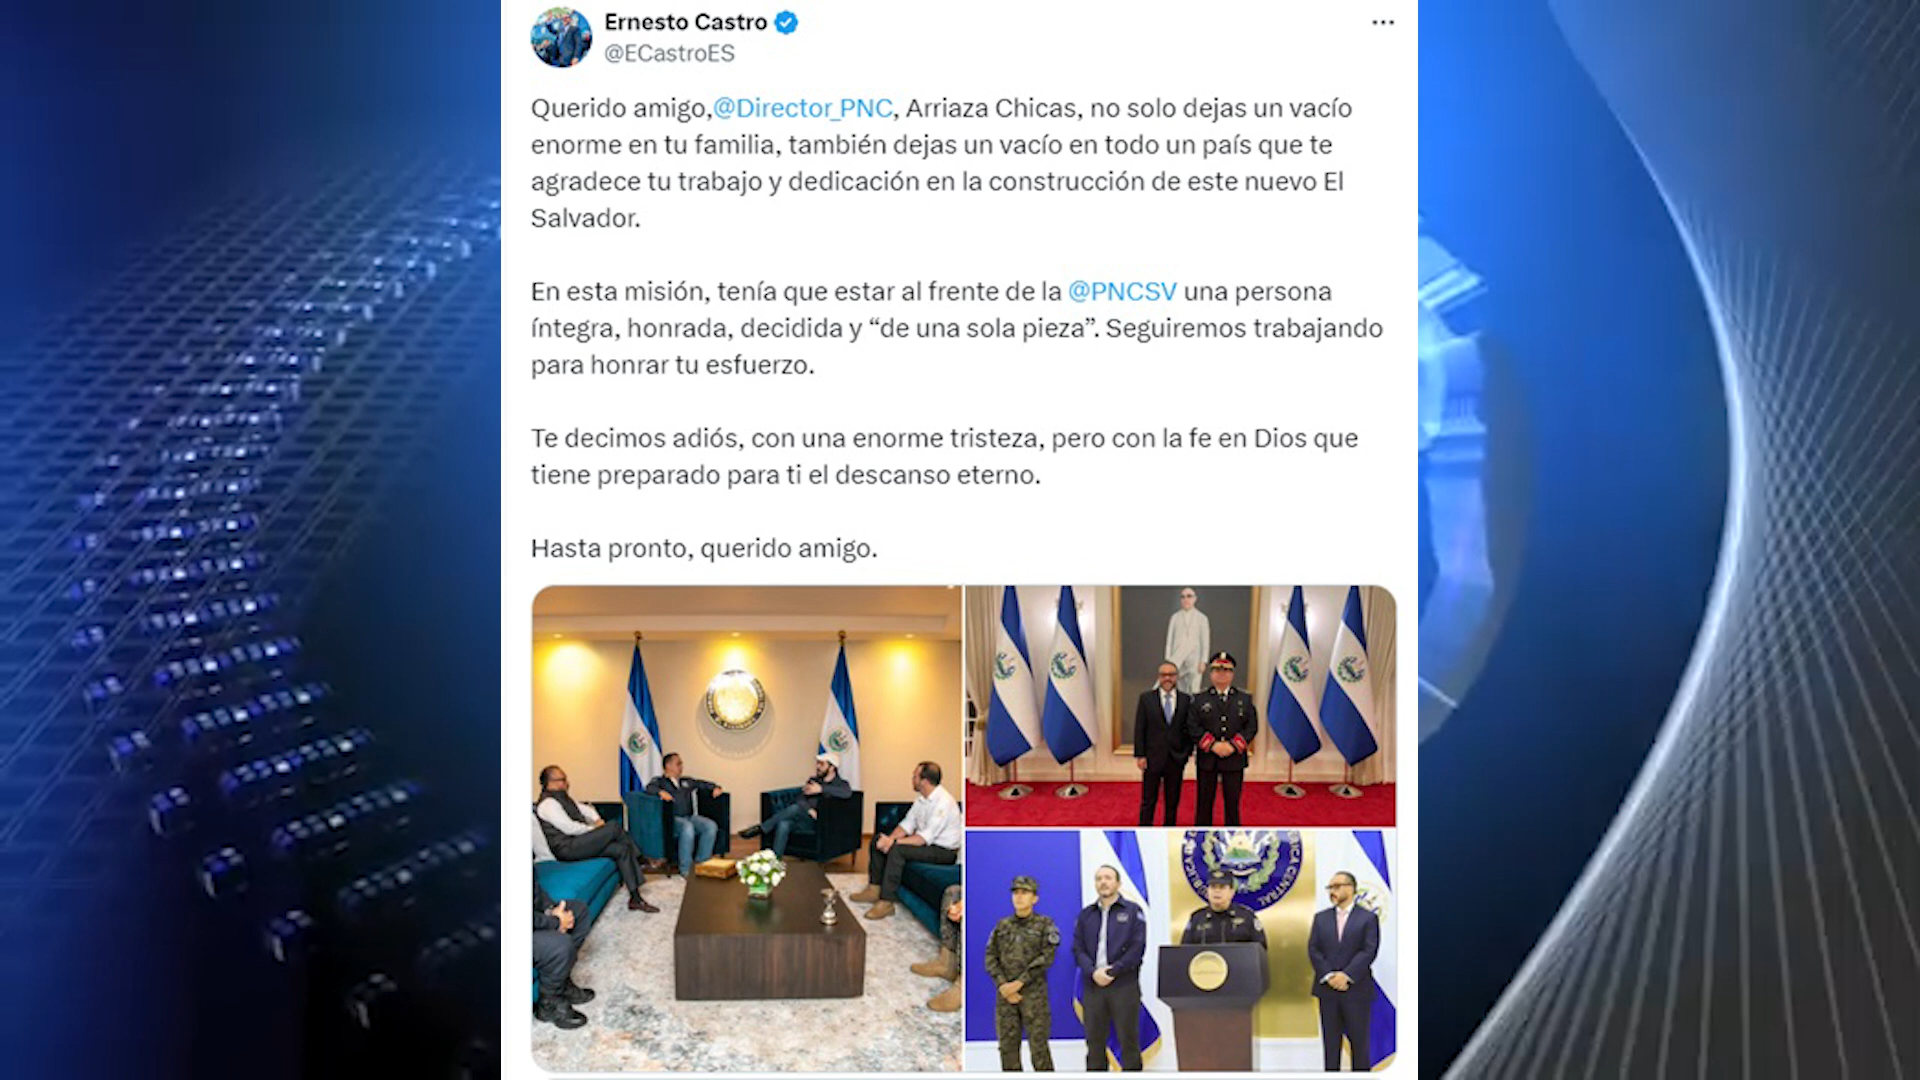 Ernesto Castro
@ECastroES
Querido amigo,@Director_PNC, Arriaza Chicas, no solo dejas un vacío
enorme en tu familia, también dejas un vacío en todo un país que te
agradece tu trabajo y dedicación en la construcción de este nuevo El
Salvador.
En esta misión, tenía que estar al frente de la @PNCSV una persona
íntegra, honrada, decidida y “de una sola pieza”. Seguiremos trabajando
para honrar tu esfuerzo.
Te decimos adiós, con una enorme tristeza, pero con la fe en Dios que
tiene preparado para ti el descanso eterno.
Hasta pronto, querido amigo.